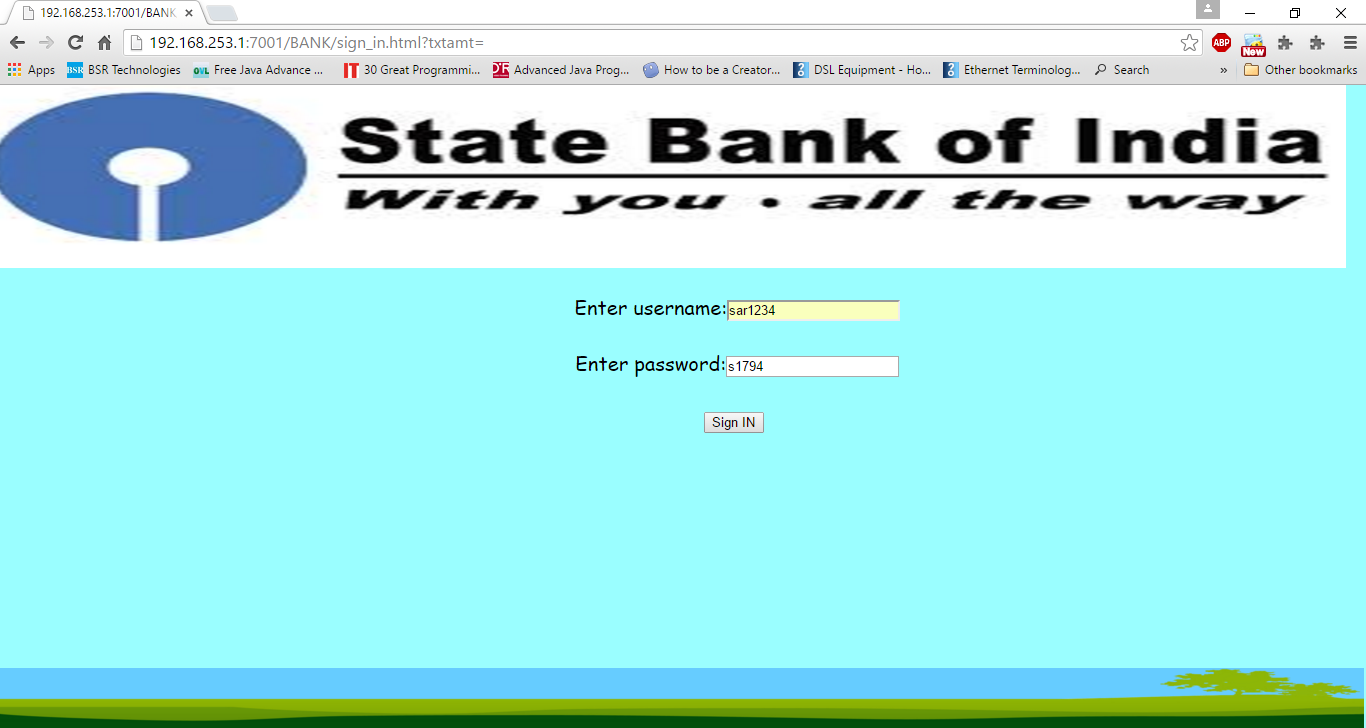 192.168.253.1:7001/BANK
192.168.253.1:7001/BANK/sign_in.html?txtamt=
ABP
New
Apps BSR BSR Technologies OVL Free Java Advance ... IT 30 Great Programmi... Advanced Java Prog... How to be a Creator... DSL Equipment - Ho... Ethernet Terminolog... Search » Other bookmarks
State Bank of India
With you • all the way
Enter username: sar1234
Enter password: s1794
Sign IN